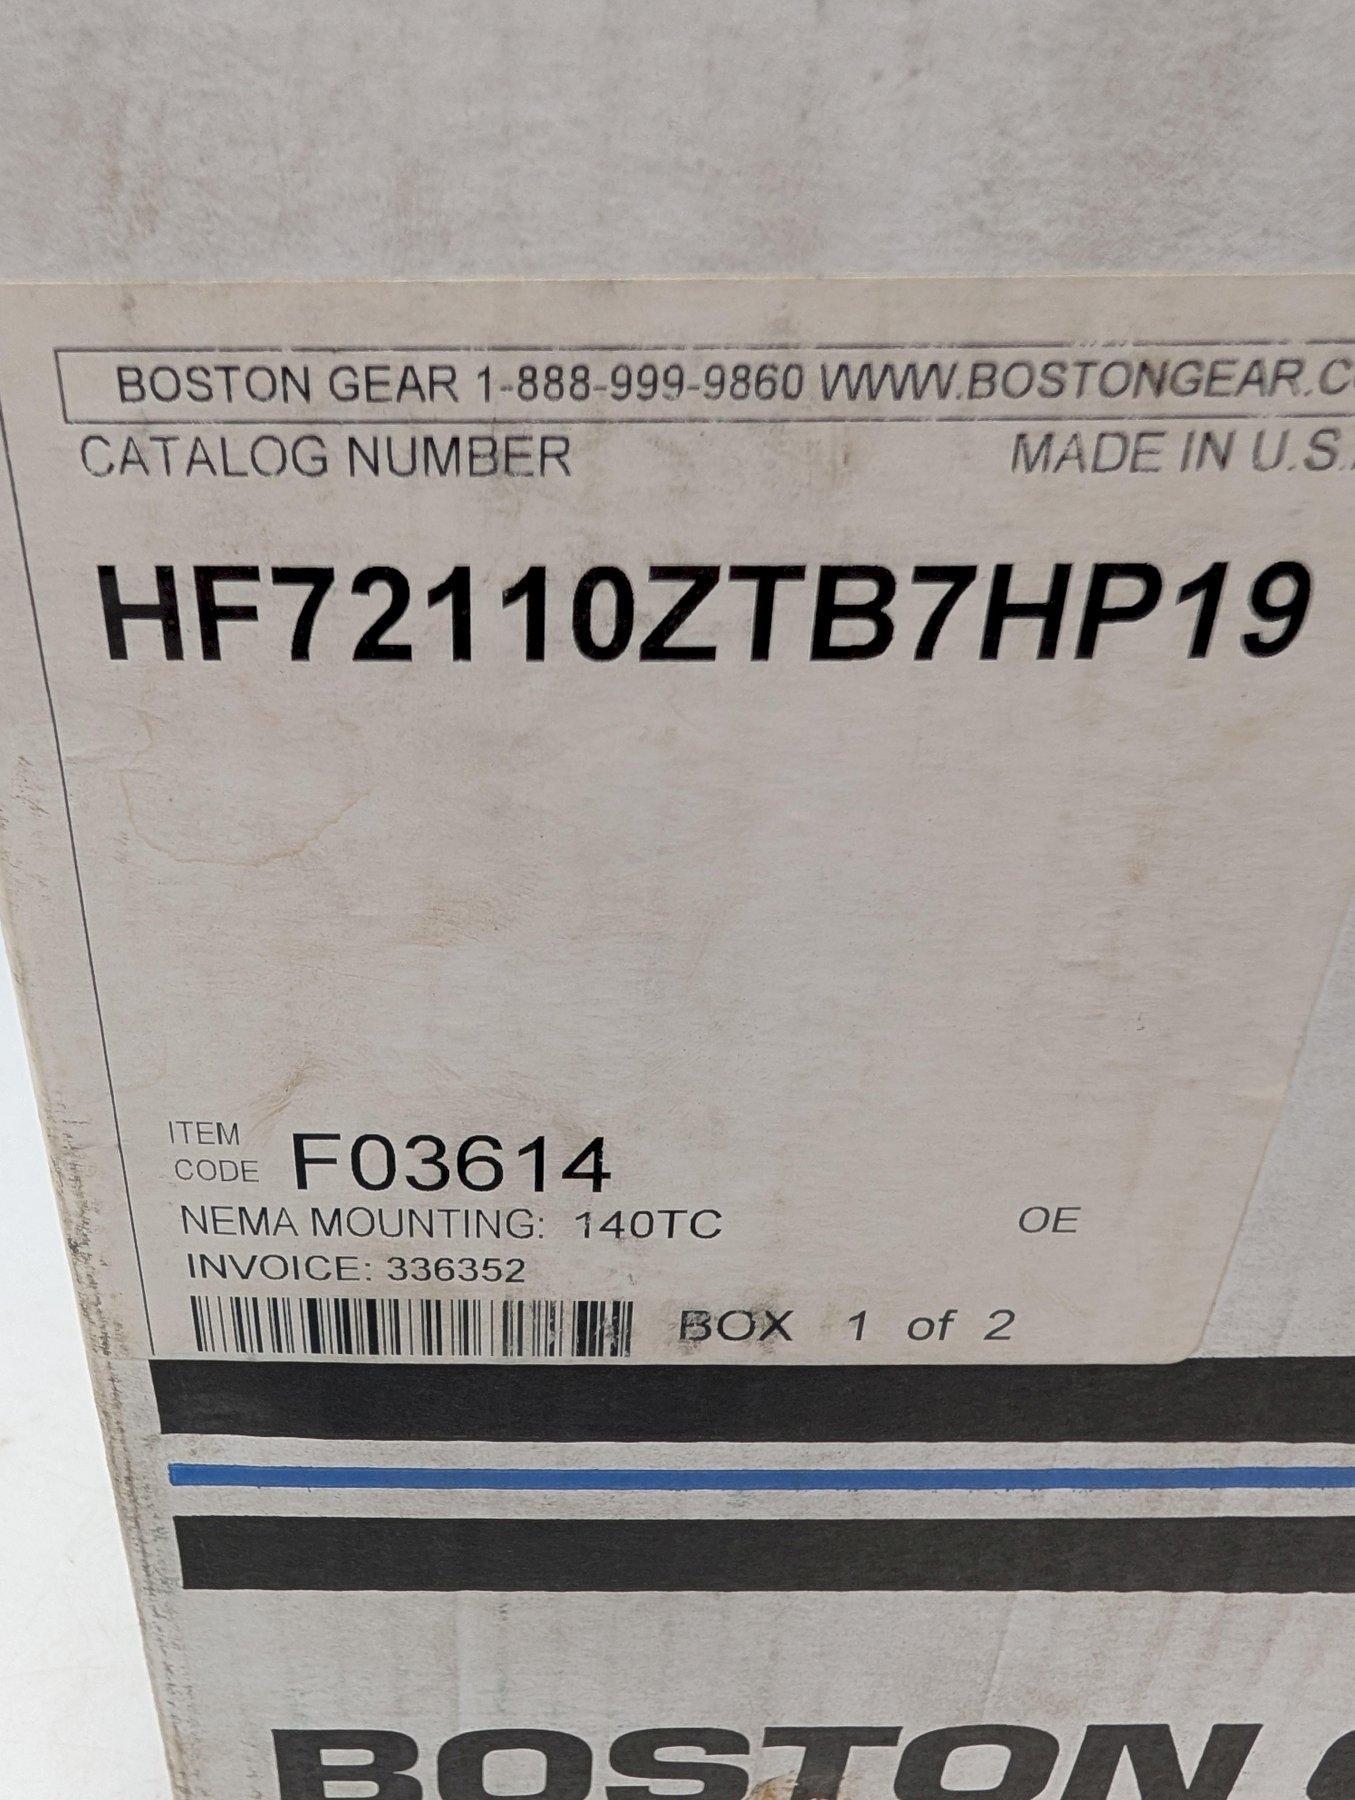 BOSTON GEAR 1-888-999-9860 WWW.BOSTONGEAR.C
CATALOG NUMBER MADE IN U.S.
HF72110ZTB7HP19
ITEM
CODE F03614
NEMA MOUNTING: 140TC OE
INVOICE: 336352
BOX 1 of 2
BOSTON